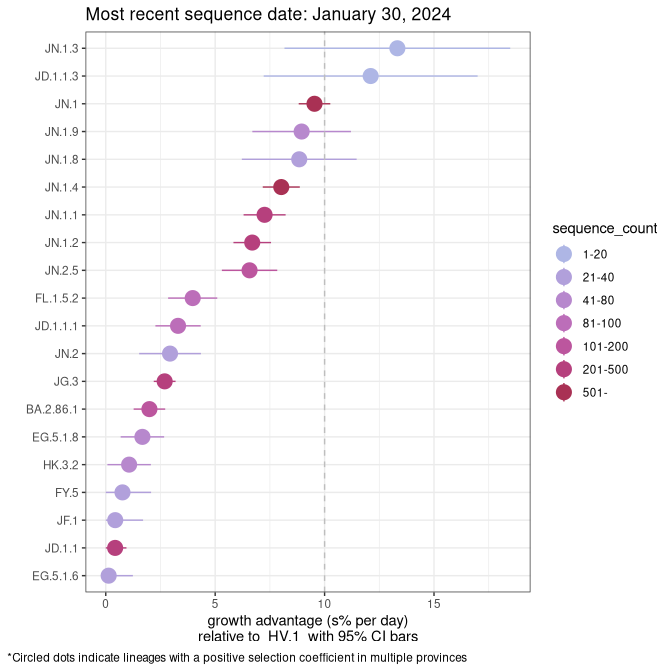 Most recent sequence date: January 30, 2024
JN.1.3
JD.1.1.3
JN.1
JN.1.9
JN.1.8
JN.1.4
JN.1.1
JN.1.2
JN.2.5
FL.1.5.2
JD.1.1.1
JN.2
JG.3
BA.2.86.1
EG.5.1.8
HK.3.2
FY.5
JF.1
JD.1.1
EG.5.1.6
0 5 10 15
growth advantage (s% per day)
relative to HV.1 with 95% CI bars
*Circled dots indicate lineages with a positive selection coefficient in multiple provinces
sequence_count
1-20
21-40
41-80
81-100
101-200
201-500
501-